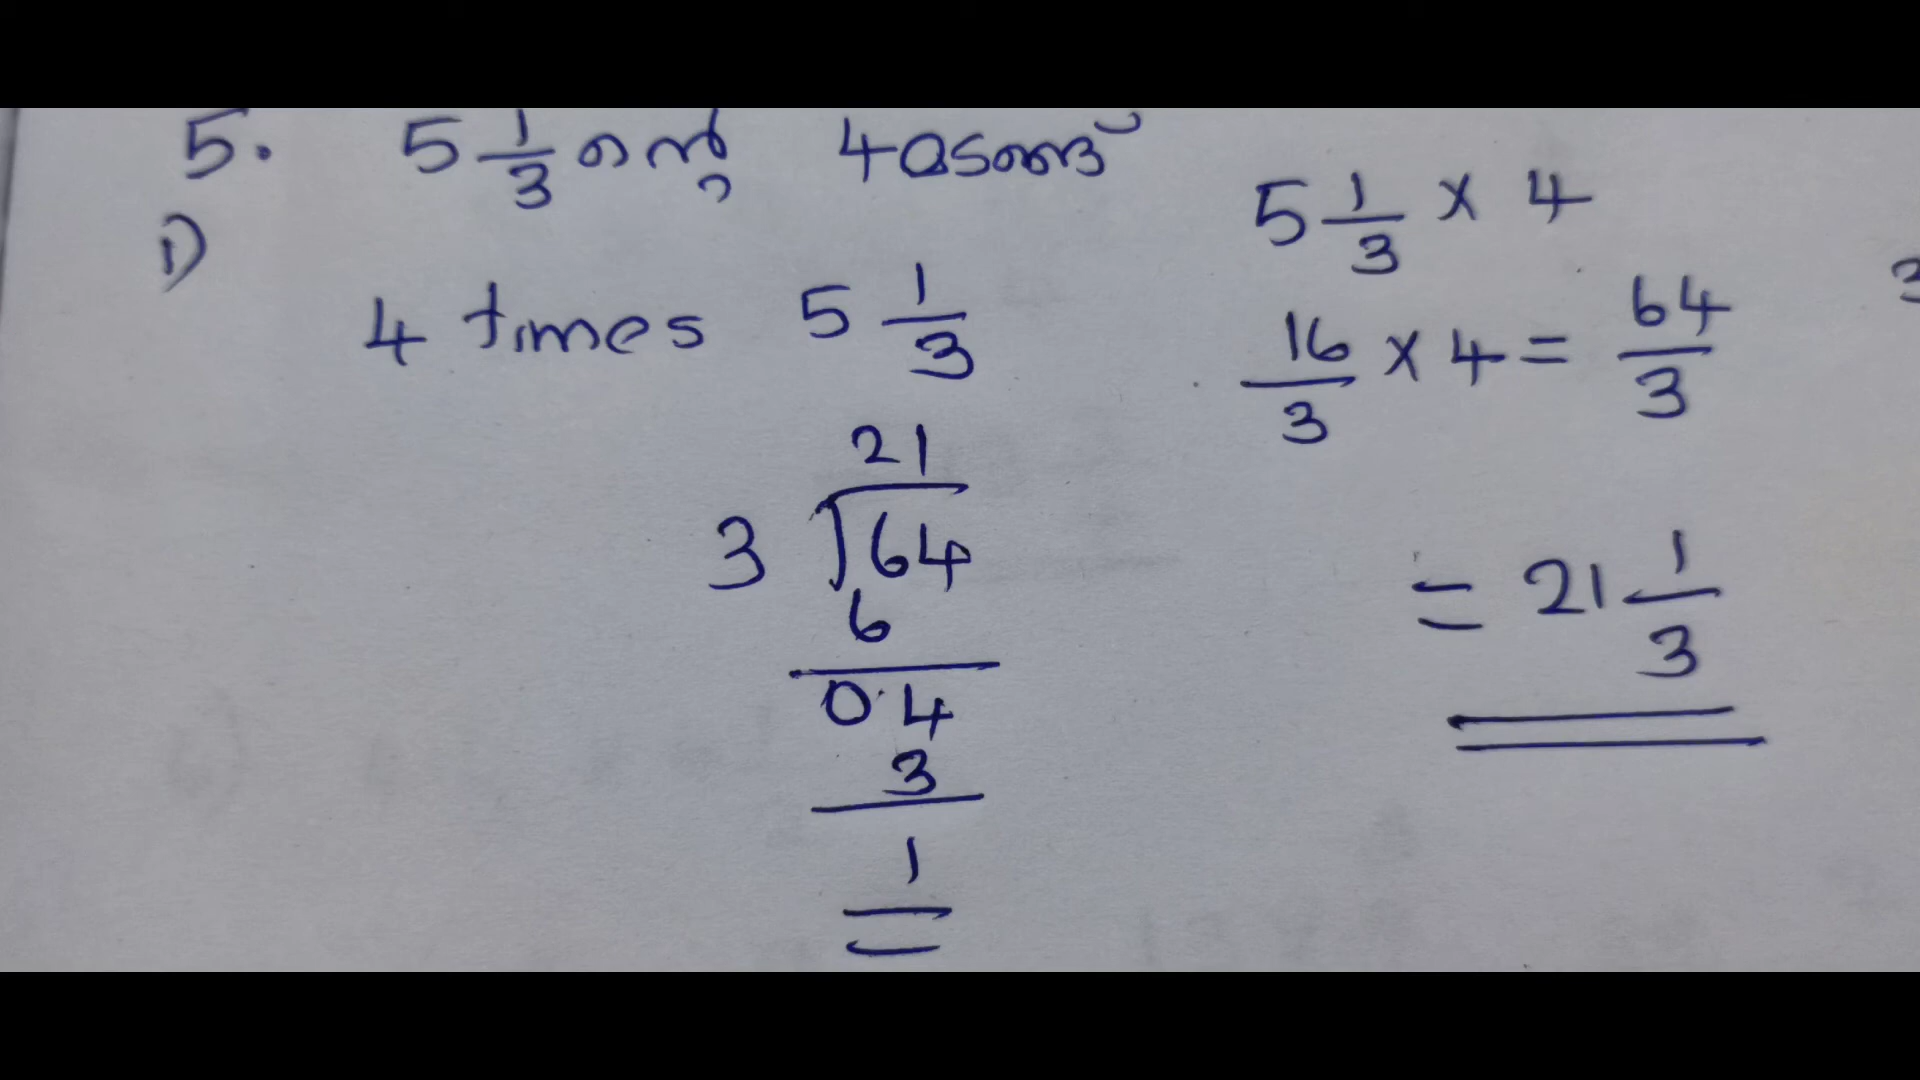 5. 5 1/3 ന്റെ 4 മടങ്ങ്
1)
4 times 5 1/3
5 1/3 x 4
16/3 x 4 = 64/3
= 21 1/3
21
3 ) 64
6
04
3
1
3